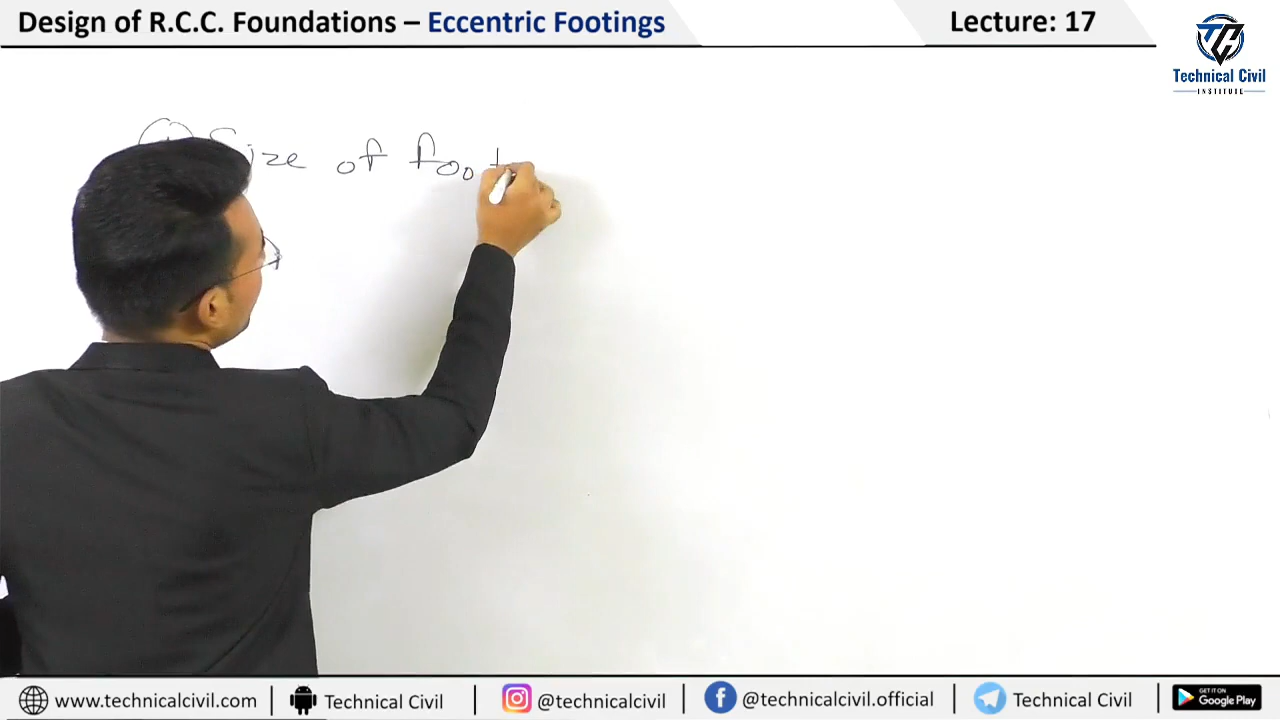 Design of R.C.C. Foundations – Eccentric Footings
Lecture: 17
Technical Civil
INSTITUTE
Size of foot
www.technicalcivil.com
Technical Civil
@technicalcivil
@technicalcivil.official
Technical Civil
GET IT ON
Google Play